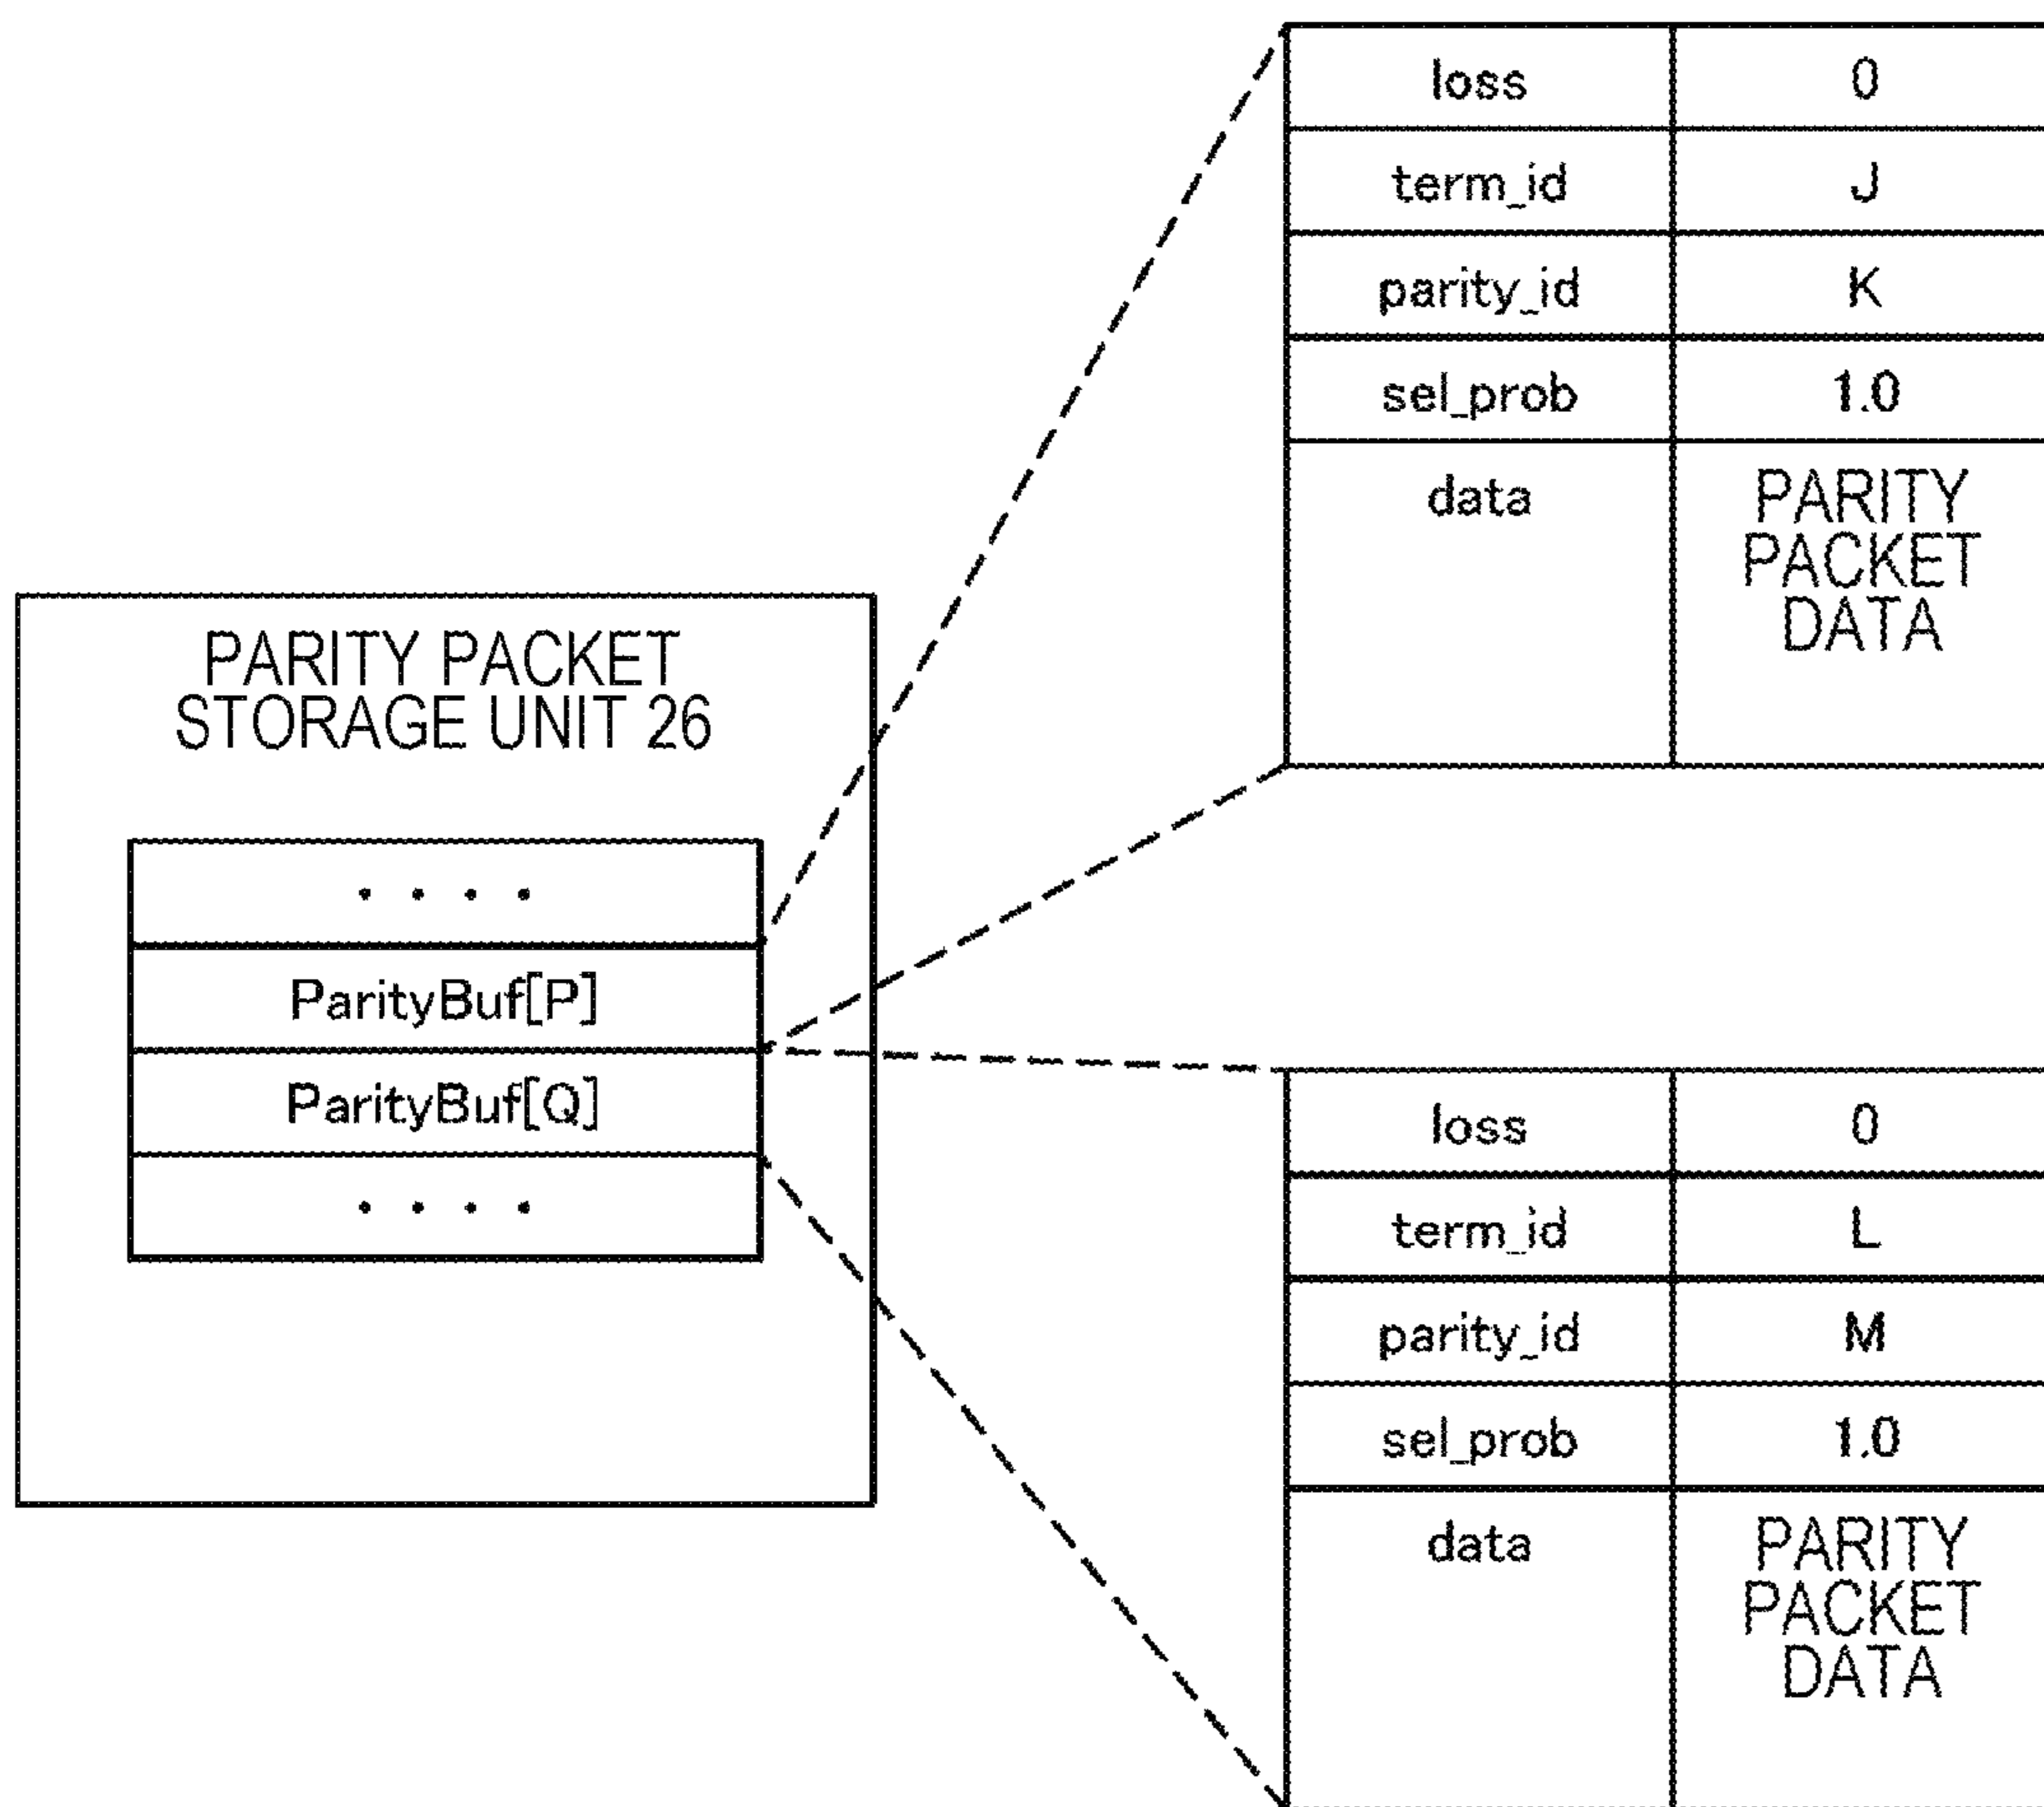 PARITY PACKET
STORAGE UNIT 26
. . . .
ParityBuf[P]
ParityBuf[Q]
. . . .
loss 0
term_id J
parity_id K
sel_prob 1.0
data PARITY
PACKET
DATA
loss 0
term_id L
parity_id M
sel_prob 1.0
data PARITY
PACKET
DATA